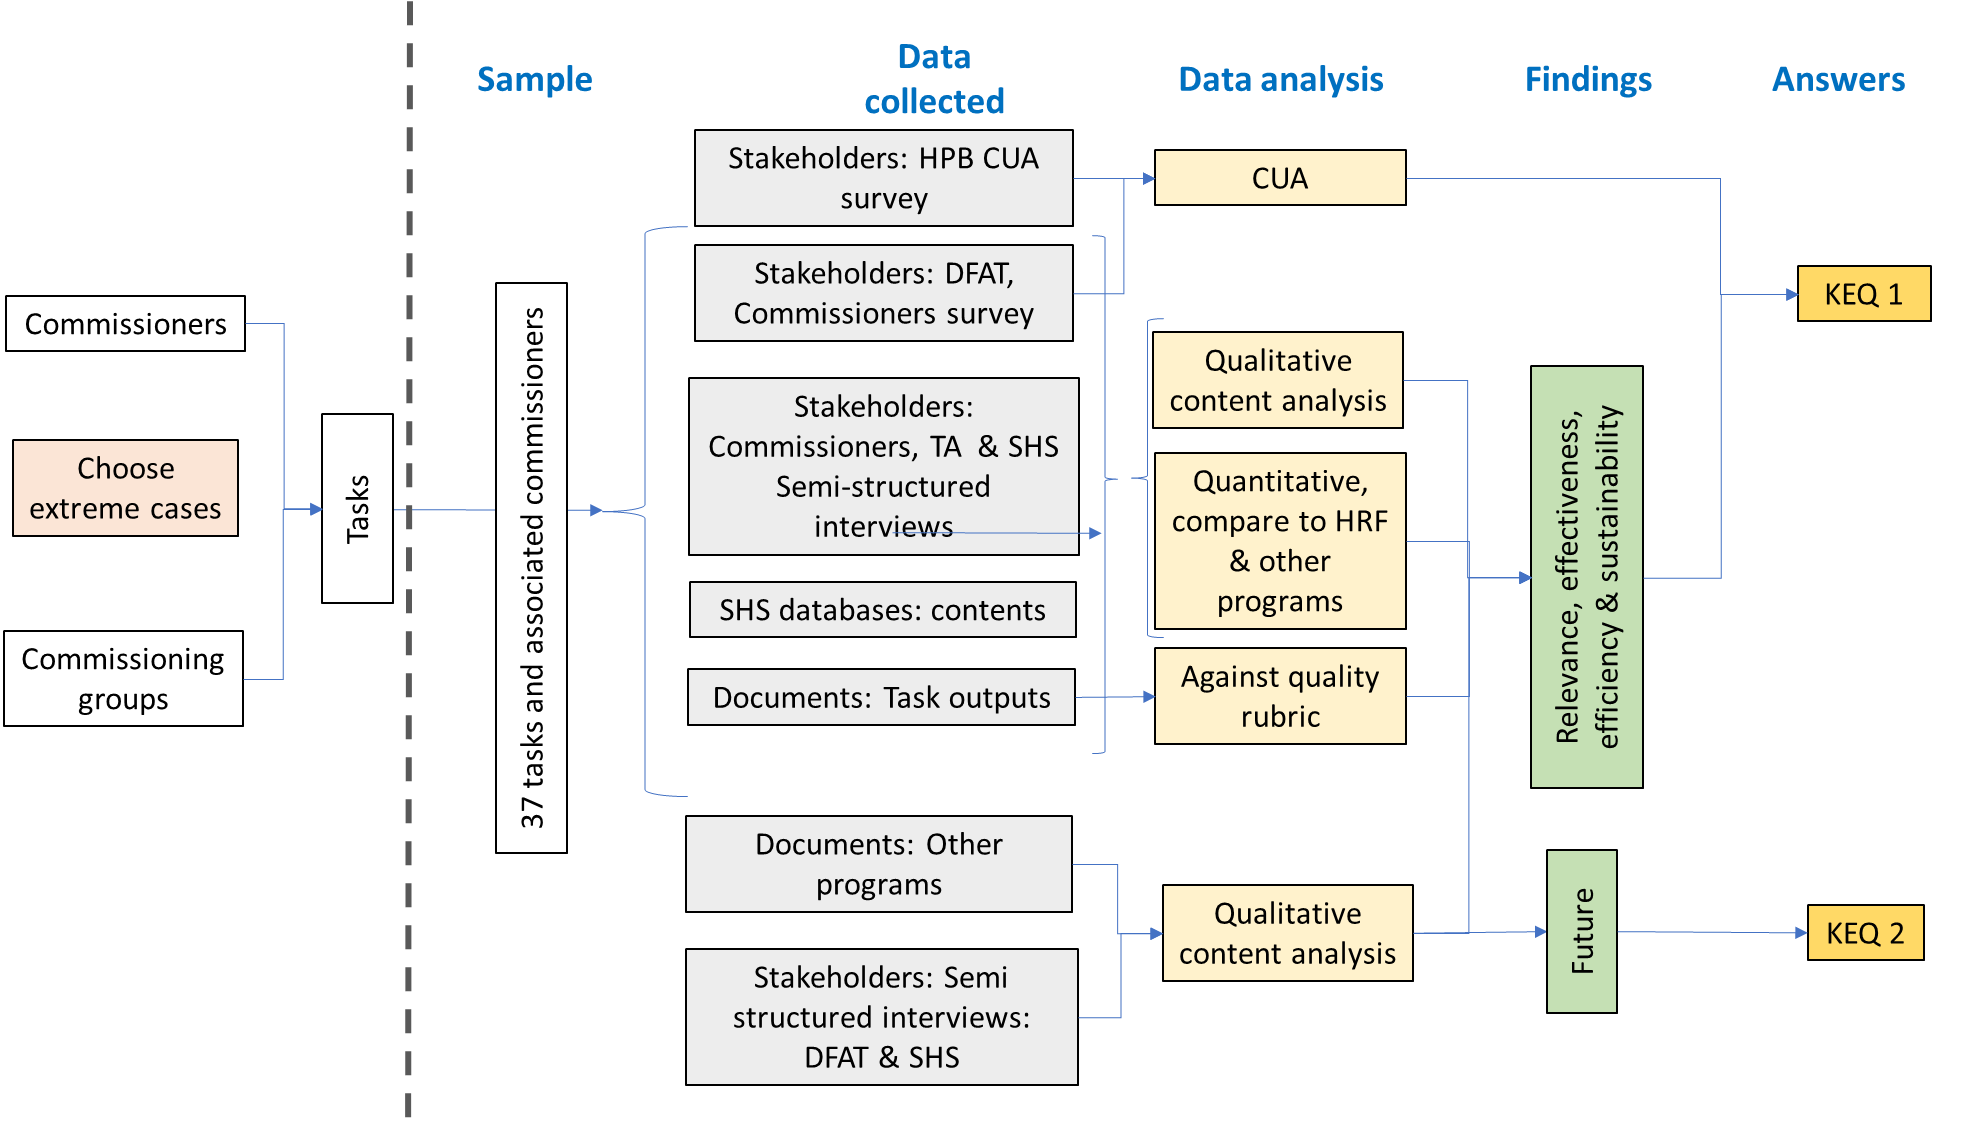 Sample
Data
collected
Data analysis
Findings
Answers
Commissioners
Choose
extreme cases
Commissioning
groups
Tasks
37 tasks and associated commissioners
Stakeholders: HPB CUA
survey
Stakeholders: DFAT,
Commissioners survey
Stakeholders:
Commissioners, TA & SHS
Semi-structured
interviews
SHS databases: contents
Documents: Task outputs
Documents: Other
programs
Stakeholders: Semi
structured interviews:
DFAT & SHS
CUA
Qualitative
content analysis
Quantitative,
compare to HRF
& other
programs
Against quality
rubric
Qualitative
content analysis
Relevance, effectiveness,
efficiency & sustainability
Future
KEQ 1
KEQ 2